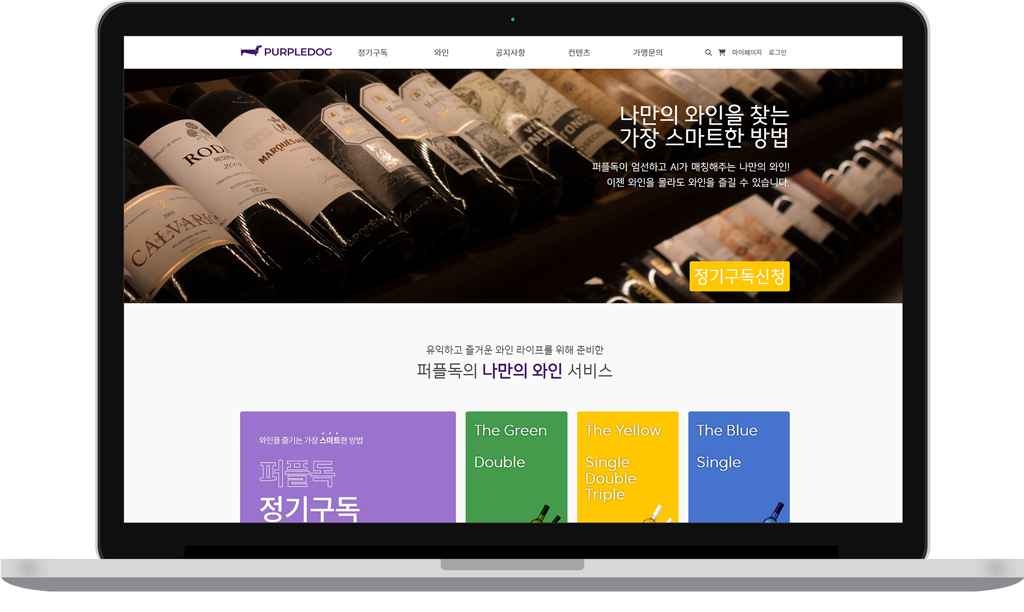 PURPLEDOG 정기구독 와인 공지사항 컨텐츠 가맹문의 마이페이지 로그인
나만의 와인을 찾는
가장 스마트한 방법
퍼플독이 엄선하고 AI가 매칭해주는 나만의 와인!
이젠 와인을 몰라도 와인을 즐길 수 있습니다.
RODA
CALVARIO
정기구독신청
유익하고 즐거운 와인 라이프를 위해 준비한
퍼플독의 나만의 와인 서비스
와인을 즐기는 가장 스마트한 방법
퍼플독
정기구독
The Green
Double
The Yellow
Single
Double
Triple
The Blue
Single